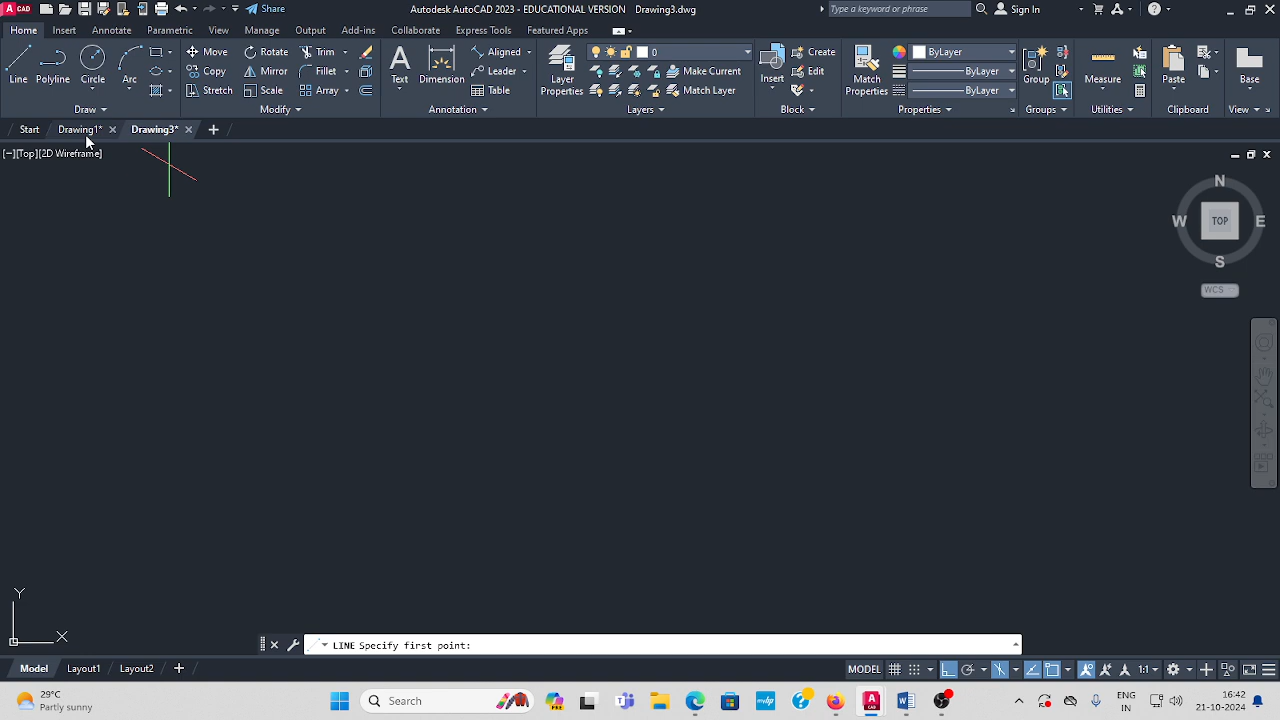 CAD Share Autodesk AutoCAD 2023 - EDUCATIONAL VERSION Drawing3.dwg Type a keyword or phrase Sign In
Home Insert Annotate Parametric View Manage Output Add-ins Collaborate Express Tools Featured Apps
Move Rotate Trim Aligned 0 Create ByLayer
Line Polyline Circle Arc Copy Mirror Fillet Text Dimension Leader Layer Properties Make Current Insert Edit Match Properties ByLayer Group Measure Paste Base
Stretch Scale Array Table Match Layer ByLayer
Draw Modify Annotation Layers Block Properties Groups Utilities Clipboard View
Start Drawing1* Drawing3*
[−][Top][2D Wireframe]
N
W TOP E
S
WCS
Y
X
LINE Specify first point:
Model Layout1 Layout2 MODEL 1:1
29°C
Partly sunny
Search
PRE
CAD
ENG
IN
16:42
21-10-2024